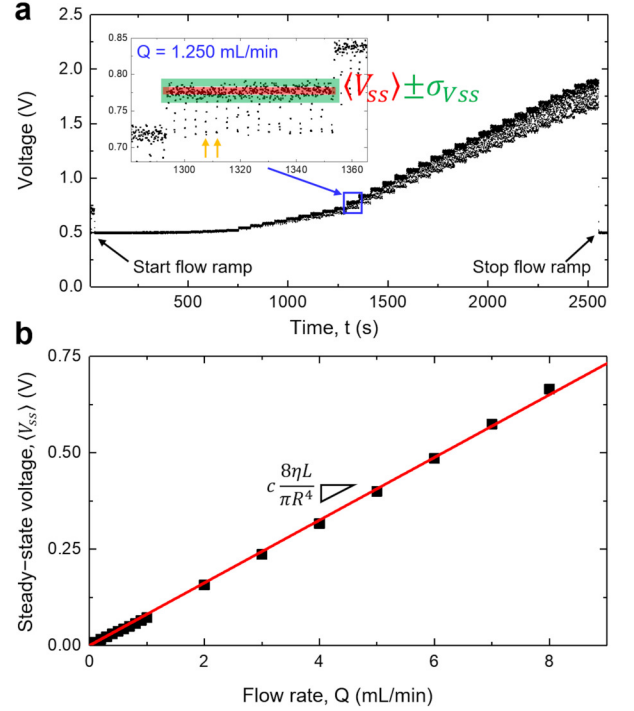 a
Q = 1.250 mL/min
⟨V_SS⟩ ± σ_VSS
0.85
0.80
0.75
0.70
1300
1320
1340
1360
2.5
2.0
1.5
1.0
0.5
0.0
Voltage (V)
Start flow ramp
Stop flow ramp
500
1000
1500
2000
2500
Time, t (s)
b
0.75
0.50
0.25
0.00
Steady−state voltage, ⟨V_ss⟩ (V)
c 8ηL
πR⁴
0
2
4
6
8
Flow rate, Q (mL/min)